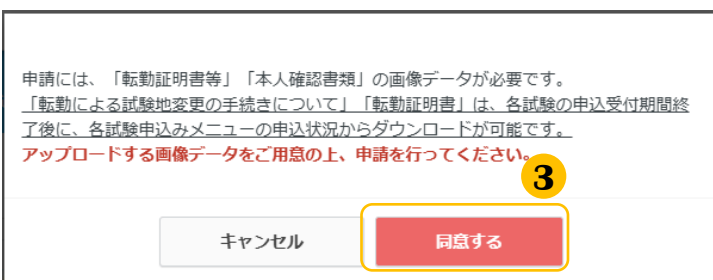 申請には、「転勤証明書等」「本人確認書類」の画像データが必要です。
「転勤による試験地変更の手続きについて」「転勤証明書」は、各試験の申込受付期間終
了後に、各試験申込みメニューの申込状況からダウンロードが可能です。
アップロードする画像データをご用意の上、申請を行ってください。
3
キャンセル 同意する